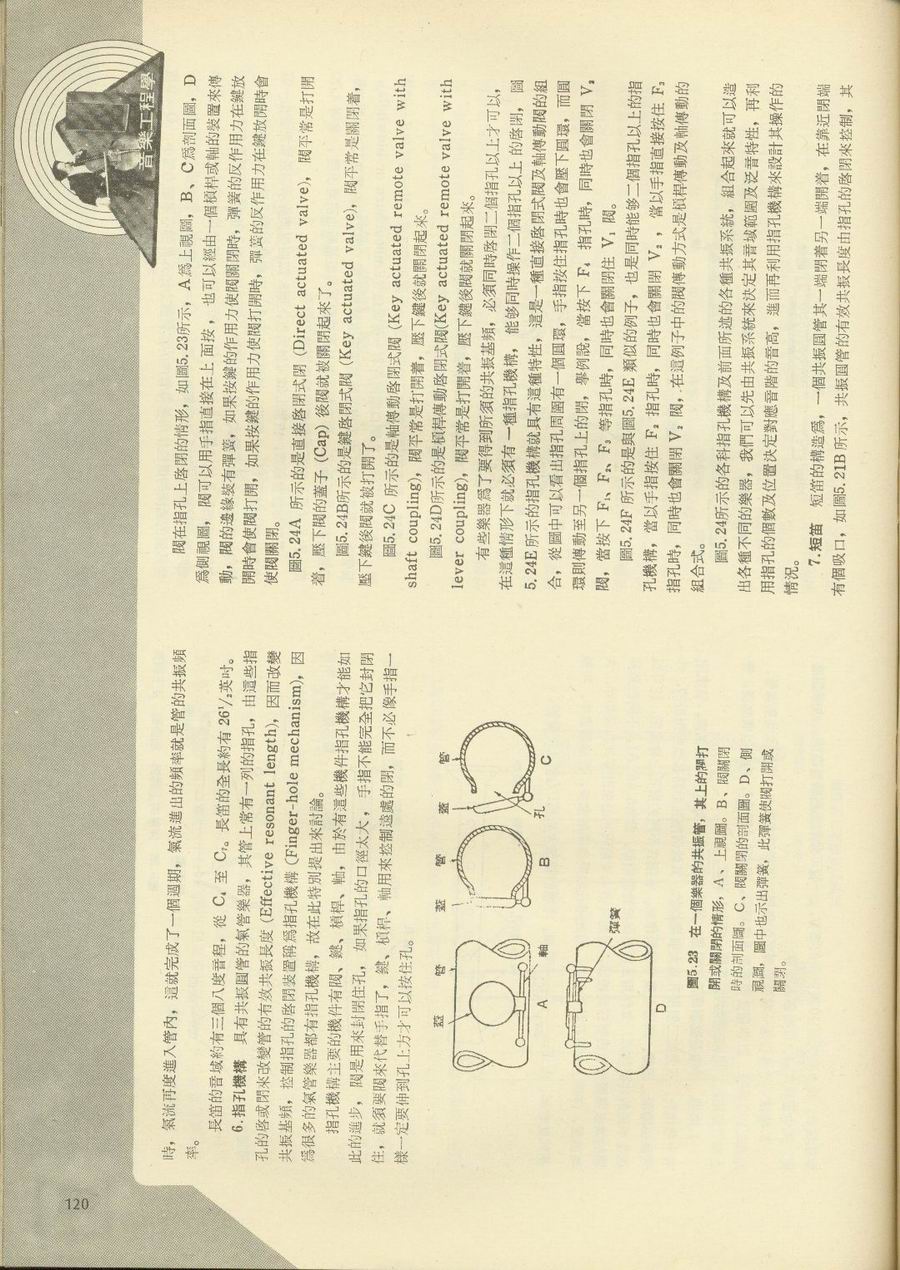 120
音樂工程學
時，氣流再度進入管內，這就完成了一個週期，氣流進出的頻率就是管的共振頻
率。
長笛的音域約有三個八度音程，從 C₄ 至 C₇。長笛的全長約有 26¹/₂英吋。
6.指孔機構 具有共振圓管的氣管樂器，其管上常有一列的指孔，由這些指
孔的啓或閉來改變管的有效共振長度 (Effective resonant length)，因而改變
共振基頻，控制指孔的啓閉裝置稱爲指孔機構 (Finger-hole mechanism)，因
爲很多的氣管樂器都有指孔機構，故在此特別提出來討論。
指孔機構主要的機件有閥、鍵、槓桿、軸，由於有這些機件指孔機構才能如
此的進步，閥是用來封閉住孔，如果指孔的口徑太大，手指不能完全把它封閉
住，就須要閥來代替手指了，鍵、槓桿、軸用來控制遠處的閉，而不必像手指一
樣一定要伸到孔上方才可以按住孔。
蓋
管
軸
A
蓋
管
B
蓋
管
孔
C
彈簧
D
圖5.23 在一個樂器的共振管，其上的閥打
開或關閉的情形，A、上視圖。B、閥關閉
時的剖面圖。C、閥關閉的剖面圖。D、側
視圖，圖中也示出彈簧，此彈簧使閥打開或
關閉。
閥在指孔上啓閉的情形，如圖5.23所示，A爲上視圖，B、C爲剖面圖，D
爲側視圖，閥可以用手指直接在上面按，也可以經由一個槓桿或軸的裝置來傳
動，閥的邊緣裝有彈簧，如果按鍵的作用力使閥關閉時，彈簧的反作用力在鍵放
開時會使閥打開，如果按鍵的作用力使閥打開時，彈簧的反作用力在鍵放開時會
使閥關閉。
圖5.24A 所示的是直接啓閉式閉 (Direct actuated valve)，閥平常是打開
着，壓下閥的蓋子 (Cap) 後閥就被關閉起來了。
圖5.24B所示的是鍵啓閉式閥 (Key actuated valve)，閥平常是關閉着，
壓下鍵後閥就被打開了。
圖5.24C 所示的是軸傳動啓閉式閥 (Key actuated remote valve with
shaft coupling)，閥平常是打開着，壓下鍵後就關閉起來。
圖5.24D所示的是槓桿傳動啓閉式閥(Key actuated remote valve with
lever coupling)，閥平常是打開着，壓下鍵後閥就關閉起來。
有些樂器爲了要得到所須的共振基頻，必須同時啓閉二個指孔以上才可以，
在這種情形下就必須有一種指孔機構，能夠同時操作二個指孔以上的啓閉，圖
5.24E所示的指孔機構就具有這種特性，這是一種直接啓閉式閥及軸傳動閥的組
合，從圖中可以看出指孔周圍有一個圓環，手指按住指孔時也會壓下圓環，而圓
環則傳動至另一個指孔上的閉，舉例說，當按下 F₄ 指孔時，同時也會關閉 V₂
閥，當按下 F₁、F₂、F₃ 等指孔時，同時也會關閉住 V₁ 閥。
圖5.24F 所示的是與圖5.24E 類似的例子，也是同時能够二個指孔以上的指
孔機構，當以手指按住 F₂ 指孔時，同時也會關閉 V₂，當以手指直接按住 F₃
指孔時，同時也會關閉 V₂ 閥，在這例子中的閥傳動方式是槓桿傳動及軸傳動的
組合式。
圖5.24所示的各科指孔機構及前面所述的各種共振系統，組合起來就可以造
出各種不同的樂器，我們可以先由共振系統來決定其音域範圍及泛音特性，再利
用指孔的個數及位置決定對應音階的音高，進而再利用指孔機構來設計其操作的
情況。
7.短笛 短笛的構造爲，一個共振圓管其一端閉着另一端開着，在靠近閉端
有個吸口，如圖5.21B所示，共振圓管的有效共振長度由指孔的啓閉來控制，其